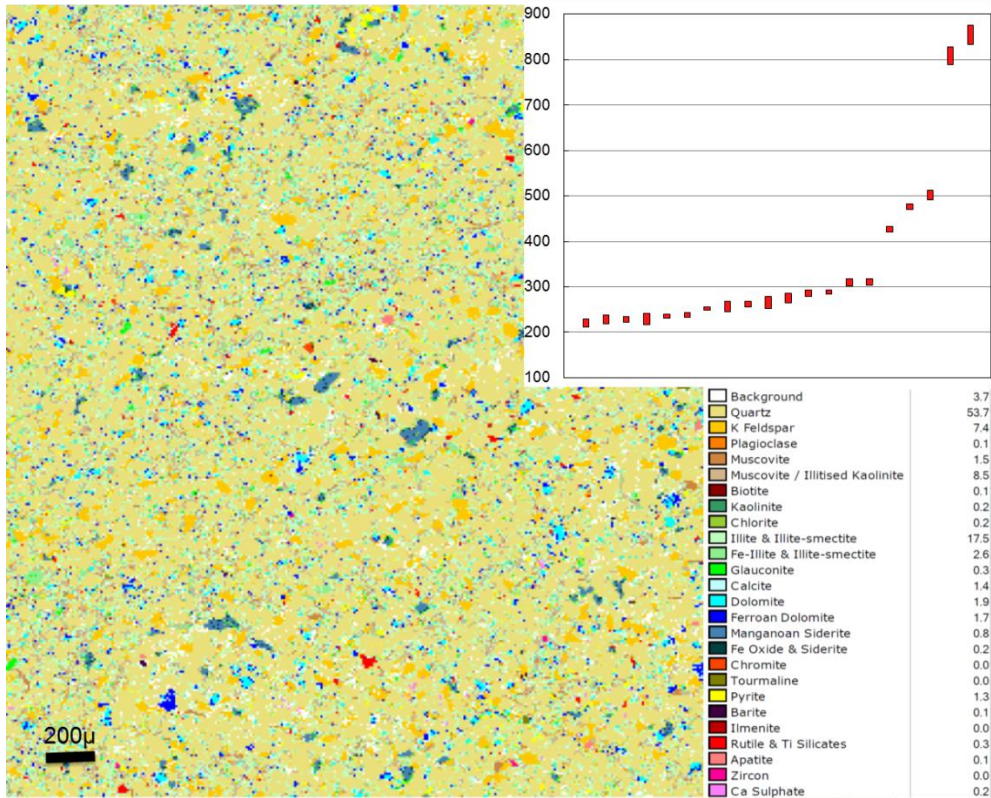 900
800
700
600
500
400
300
200
100
Background 3.7
Quartz 53.7
K Feldspar 7.4
Plagioclase 0.1
Muscovite 1.5
Muscovite / Illitised Kaolinite 8.5
Biotite 0.1
Kaolinite 0.2
Chlorite 0.2
Illite & Illite-smectite 17.5
Fe-Illite & Illite-smectite 2.6
Glauconite 0.3
Calcite 1.4
Dolomite 1.9
Ferroan Dolomite 1.7
Manganoan Siderite 0.8
Fe Oxide & Siderite 0.2
Chromite 0.0
Tourmaline 0.0
Pyrite 1.3
Barite 0.1
Ilmenite 0.0
Rutile & Ti Silicates 0.3
Apatite 0.1
Zircon 0.0
Ca Sulphate 0.2
200µ